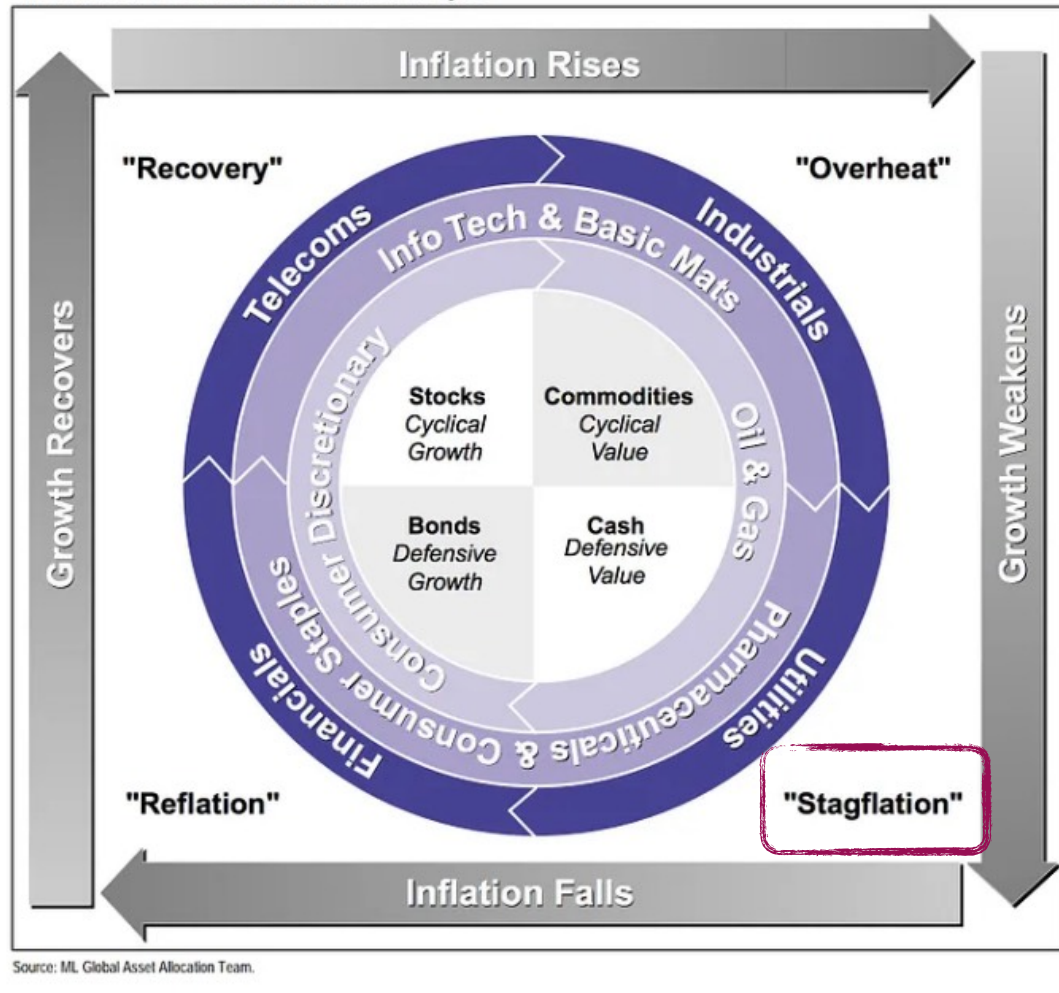 Inflation Rises
"Recovery"
"Overheat"
Telecoms
Info Tech & Basic Mats
Industrials
Growth Recovers
Growth Weakens
Consumer Discretionary
Oil & Gas
Stocks
Cyclical
Growth
Commodities
Cyclical
Value
Bonds
Defensive
Growth
Cash
Defensive
Value
Financials
Pharmaceuticals & Consumer Staples
Utilities
"Reflation"
"Stagflation"
Inflation Falls
Source: ML Global Asset Allocation Team.